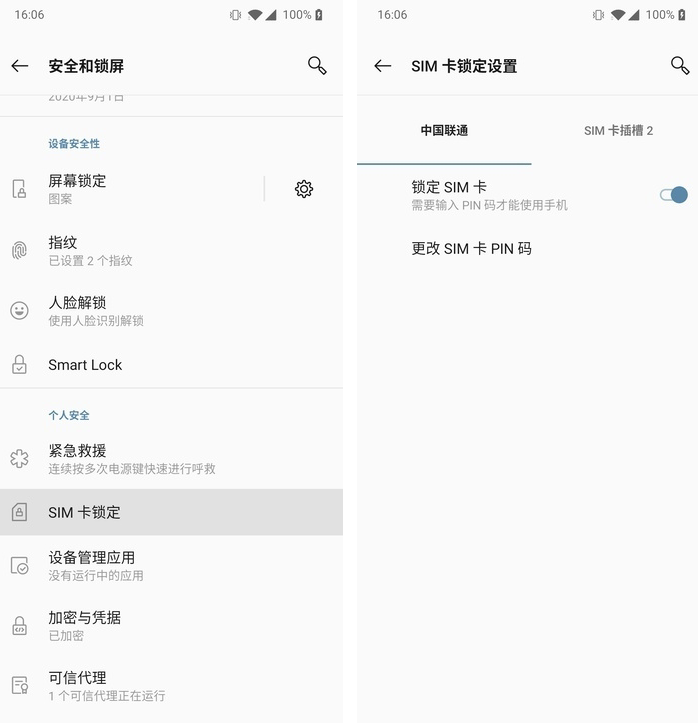 16:06
100%
安全和锁屏
2020年9月1日
设备安全性
屏幕锁定
图案
指纹
已设置 2 个指纹
人脸解锁
使用人脸识别解锁
Smart Lock
个人安全
紧急救援
连续按多次电源键快速进行呼救
SIM 卡锁定
设备管理应用
没有运行中的应用
加密与凭据
已加密
可信代理
1 个可信代理正在运行
16:06
100%
SIM 卡锁定设置
中国联通
SIM 卡插槽 2
锁定 SIM 卡
需要输入 PIN 码才能使用手机
更改 SIM 卡 PIN 码